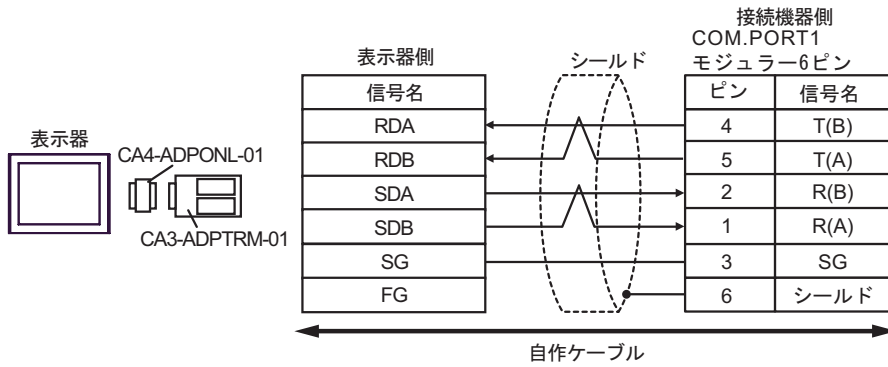 接続機器側
COM.PORT1
モジュラー6ピン
表示器側
シールド
信号名
ピン
信号名
RDA
4
T(B)
RDB
5
T(A)
SDA
2
R(B)
SDB
1
R(A)
SG
3
SG
FG
6
シールド
表示器
CA4-ADPONL-01
CA3-ADPTRM-01
自作ケーブル